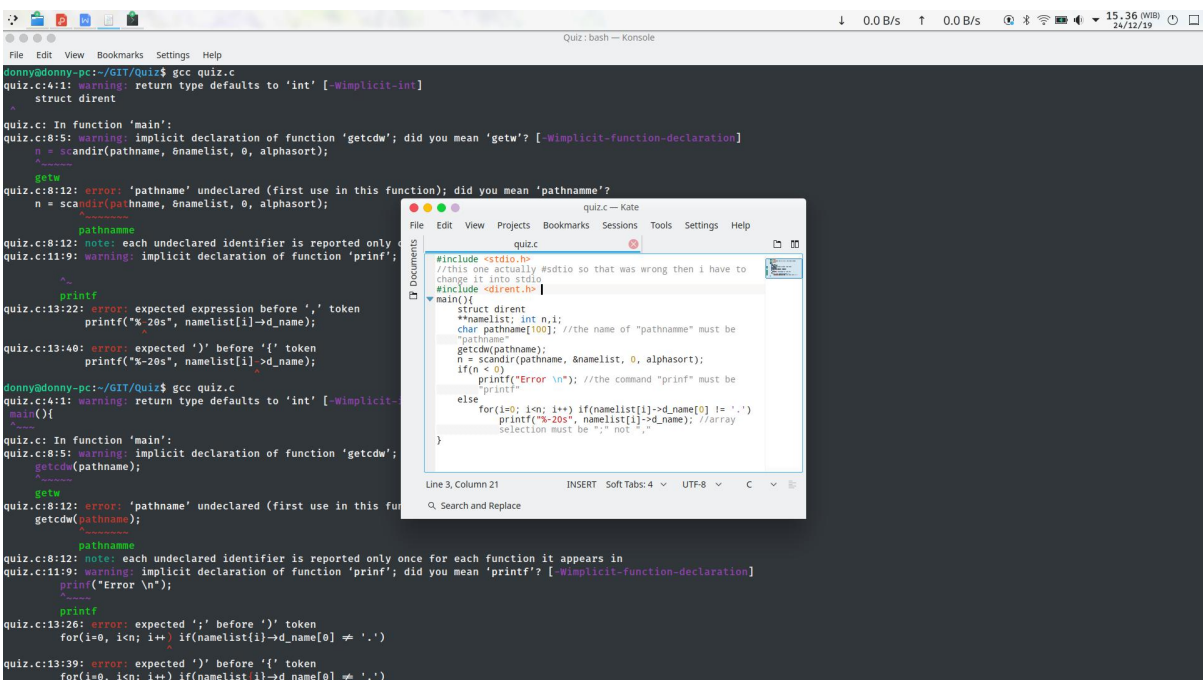 ↓ 0.0 B/s ↑ 0.0 B/s 15.36 (WIB)
24/12/19
Quiz : bash — Konsole
File Edit View Bookmarks Settings Help
donny@donny-pc:~/GIT/Quiz$ gcc quiz.c
quiz.c:4:1: warning: return type defaults to ‘int’ [-Wimplicit-int]
struct dirent
^
quiz.c: In function ‘main’:
quiz.c:8:5: warning: implicit declaration of function ‘getcdw’; did you mean ‘getw’? [-Wimplicit-function-declaration]
n = scandir(pathname, &namelist, 0, alphasort);
^~~~~~
getw
quiz.c:8:12: error: ‘pathname’ undeclared (first use in this function); did you mean ‘pathnamme’?
n = scandir(pathname, &namelist, 0, alphasort);
^~~~~~~~
pathnamme
quiz.c:8:12: note: each undeclared identifier is reported only
quiz.c:11:9: warning: implicit declaration of function ‘prinf’;
^~
printf
quiz.c:13:22: error: expected expression before ‘,’ token
printf("%-20s", namelist[i]→d_name);
^
quiz.c:13:40: error: expected ‘)’ before ‘{’ token
printf("%-20s", namelist[i]->d_name);
^
donny@donny-pc:~/GIT/Quiz$ gcc quiz.c
quiz.c:4:1: warning: return type defaults to ‘int’ [-Wimplicit-
main(){
^~~~
quiz.c: In function ‘main’:
quiz.c:8:5: warning: implicit declaration of function ‘getcdw’;
getcdw(pathname);
^~~~~~
getw
quiz.c:8:12: error: ‘pathname’ undeclared (first use in this fun
getcdw(pathname);
^~~~~~~~
pathnamme
quiz.c:8:12: note: each undeclared identifier is reported only once for each function it appears in
quiz.c:11:9: warning: implicit declaration of function ‘prinf’; did you mean ‘printf’? [-Wimplicit-function-declaration]
prinf("Error \n");
^~~~~
printf
quiz.c:13:26: error: expected ‘;’ before ‘)’ token
for(i=0, i<n; i++) if(namelist{i}→d_name[0] ≠ '.')
^
quiz.c:13:39: error: expected ‘)’ before ‘{’ token
for(i=0, i<n; i++) if(namelist{i}→d_name[0] ≠ '.')
quiz.c — Kate
File Edit View Projects Bookmarks Sessions Tools Settings Help
Documents
quiz.c
#include <stdio.h>
//this one actually #sdtio so that was wrong then i have to
change it into stdio
#include <dirent.h>
main(){
struct dirent
**namelist; int n,i;
char pathname[100]; //the name of "pathnamme" must be
"pathname"
getcdw(pathname);
n = scandir(pathname, &namelist, 0, alphasort);
if(n < 0)
printf("Error \n"); //the command "prinf" must be
"printf"
else
for(i=0; i<n; i++) if(namelist[i]->d_name[0] != '.')
printf("%-20s", namelist[i]->d_name); //array
selection must be ";" not ","
}
Line 3, Column 21 INSERT Soft Tabs: 4 UTF-8 C
Search and Replace